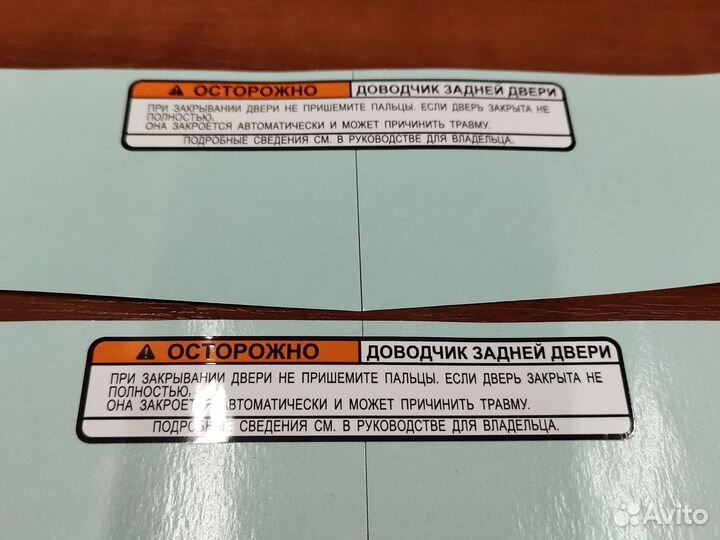 ОСТОРОЖНО ДОВОДЧИК ЗАДНЕЙ ДВЕРИ
ПРИ ЗАКРЫВАНИИ ДВЕРИ НЕ ПРИШЕМИТЕ ПАЛЬЦЫ. ЕСЛИ ДВЕРЬ ЗАКРЫТА НЕ
ПОЛНОСТЬЮ,
ОНА ЗАКРОЕТСЯ АВТОМАТИЧЕСКИ И МОЖЕТ ПРИЧИНИТЬ ТРАВМУ.
ПОДРОБНЫЕ СВЕДЕНИЯ СМ. В РУКОВОДСТВЕ ДЛЯ ВЛАДЕЛЬЦА.
ОСТОРОЖНО ДОВОДЧИК ЗАДНЕЙ ДВЕРИ
ПРИ ЗАКРЫВАНИИ ДВЕРИ НЕ ПРИШЕМИТЕ ПАЛЬЦЫ. ЕСЛИ ДВЕРЬ ЗАКРЫТА НЕ
ПОЛНОСТЬЮ,
ОНА ЗАКРОЕТСЯ АВТОМАТИЧЕСКИ И МОЖЕТ ПРИЧИНИТЬ ТРАВМУ.
ПОДРОБНЫЕ СВЕДЕНИЯ СМ. В РУКОВОДСТВЕ ДЛЯ ВЛАДЕЛЬЦА.
Avito